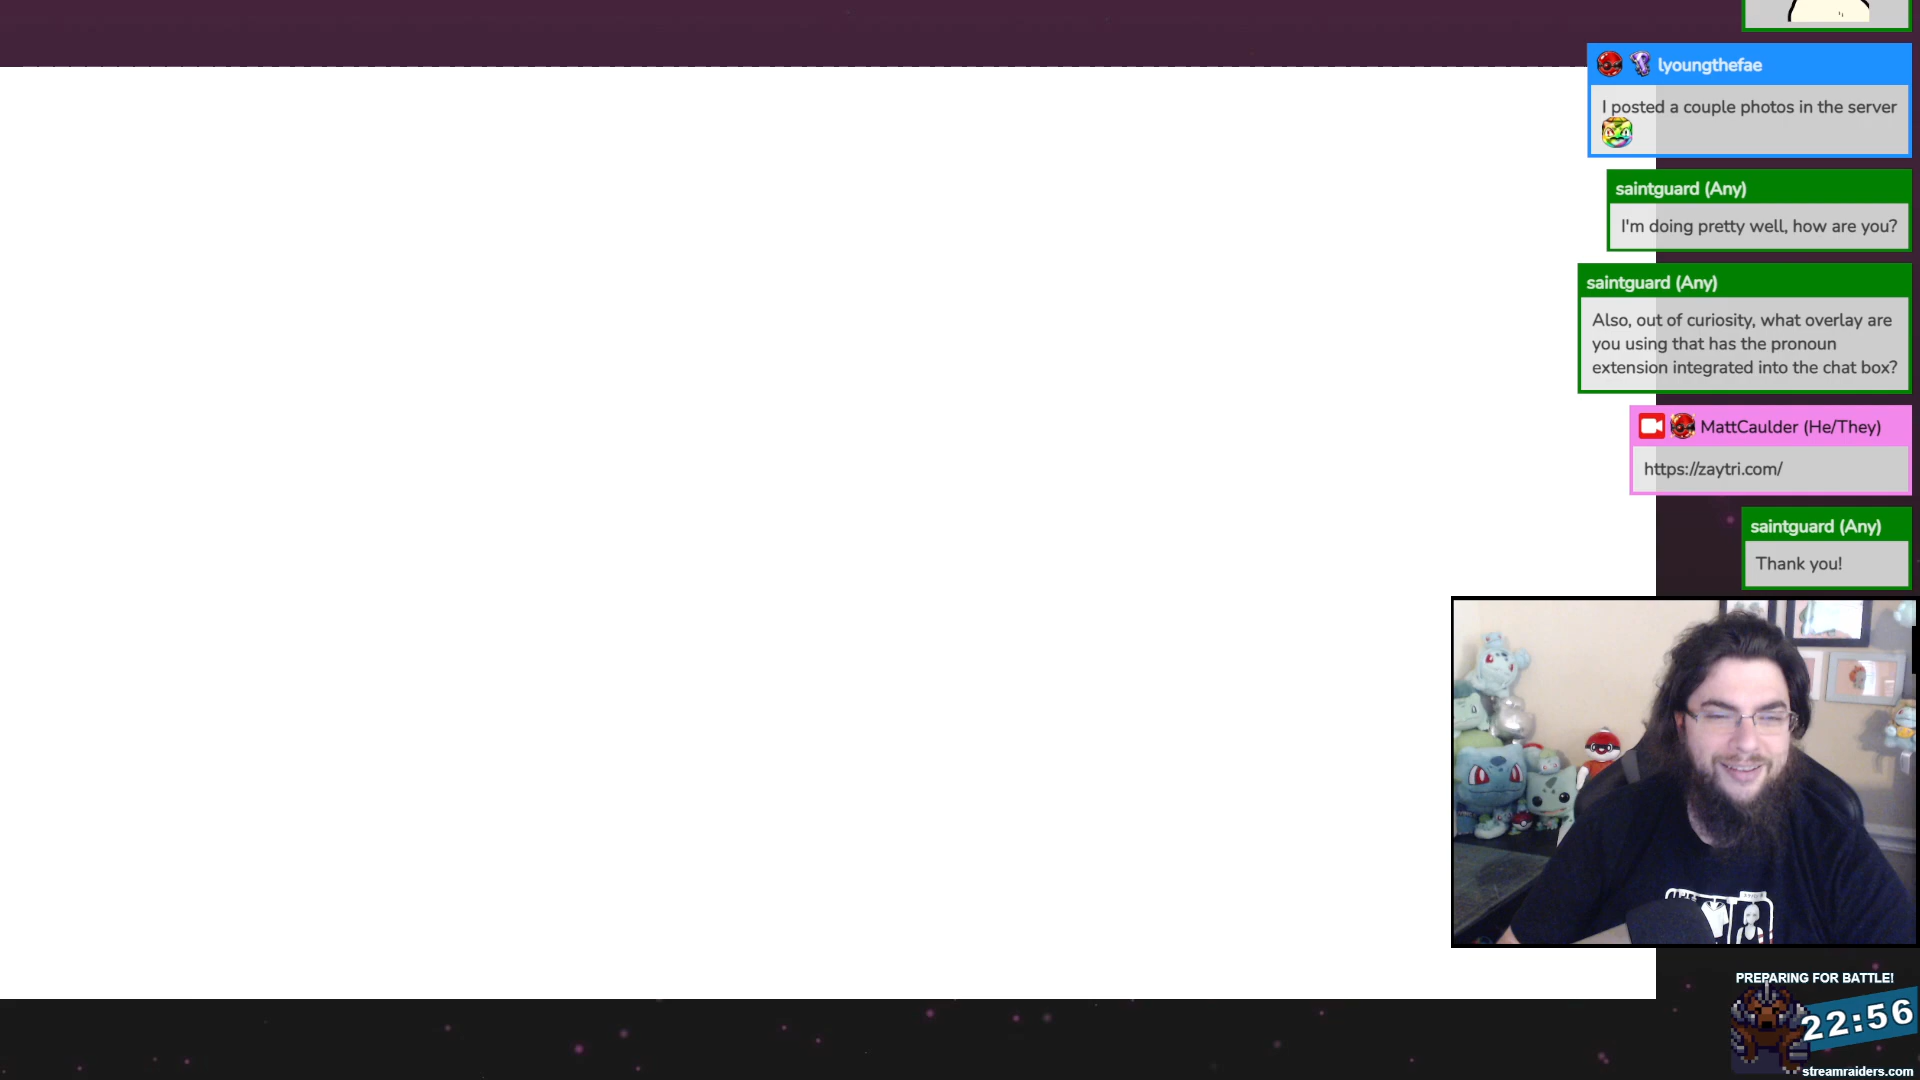 lyoungthefae
I posted a couple photos in the server
saintguard (Any)
I'm doing pretty well, how are you?
saintguard (Any)
Also, out of curiosity, what overlay are
you using that has the pronoun
extension integrated into the chat box?
MattCaulder (He/They)
https://zaytri.com/
saintguard (Any)
Thank you!
PREPARING FOR BATTLE!
22:56
streamraiders.com